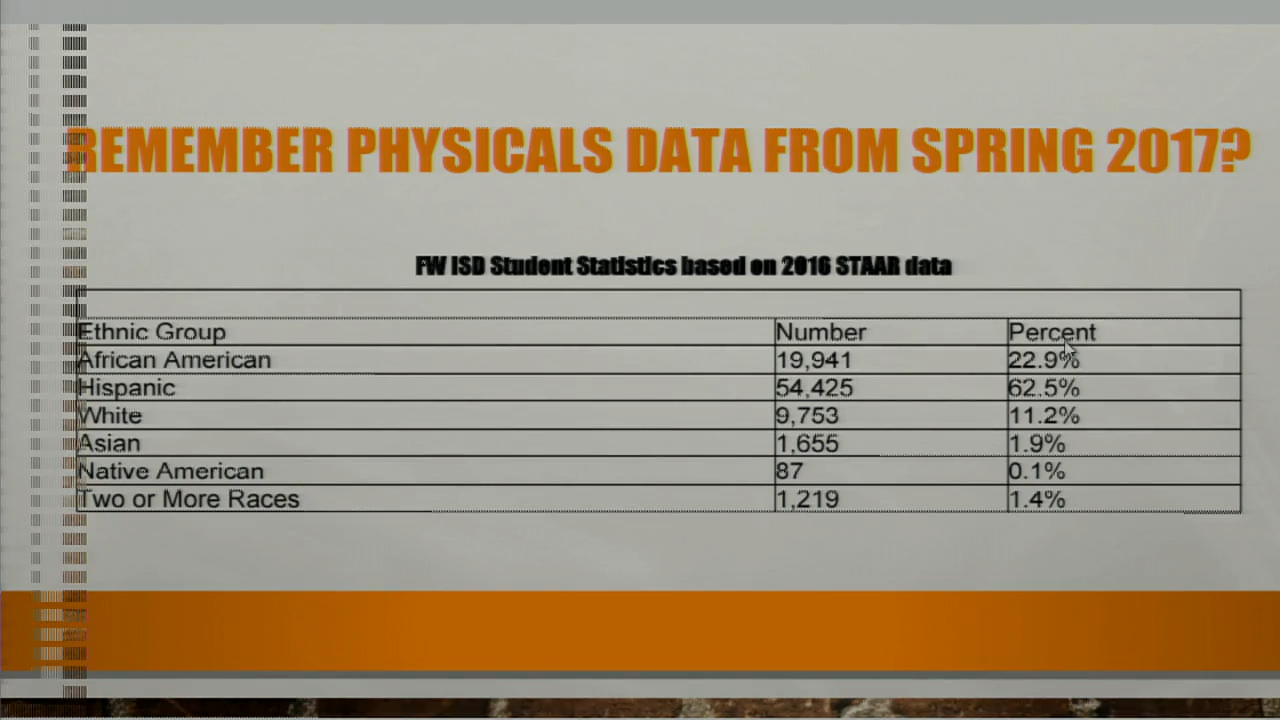 REMEMBER PHYSICALS DATA FROM SPRING 2017?
FW ISD Student Statistics based on 2016 STAAR data
Ethnic Group Number Percent
African American 19,941 22.9%
Hispanic 54,425 62.5%
White 9,753 11.2%
Asian 1,655 1.9%
Native American 87 0.1%
Two or More Races 1,219 1.4%